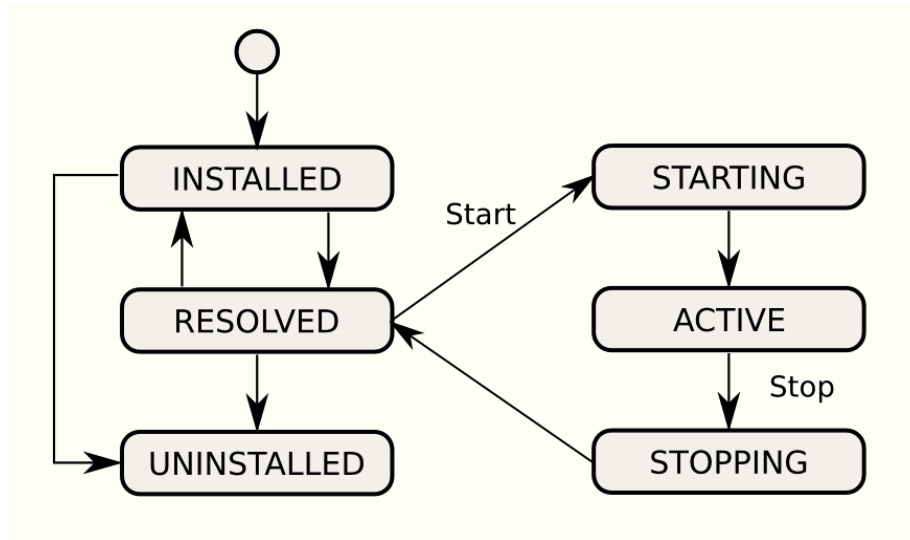 INSTALLED
STARTING
Start
RESOLVED
ACTIVE
Stop
UNINSTALLED
STOPPING